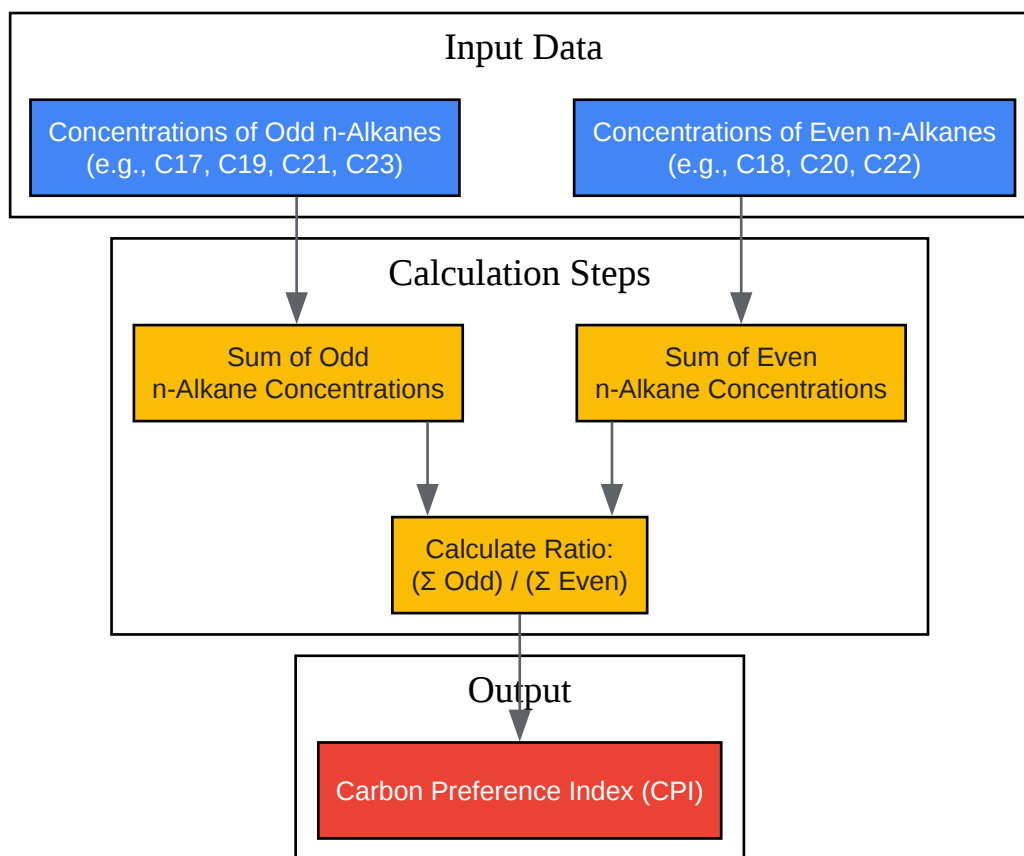 Input Data
Concentrations of Odd n-Alkanes
(e.g., C17, C19, C21, C23)
Concentrations of Even n-Alkanes
(e.g., C18, C20, C22)
Calculation Steps
Sum of Odd
n-Alkane Concentrations
Sum of Even
n-Alkane Concentrations
Calculate Ratio:
(Σ Odd) / (Σ Even)
Output
Carbon Preference Index (CPI)